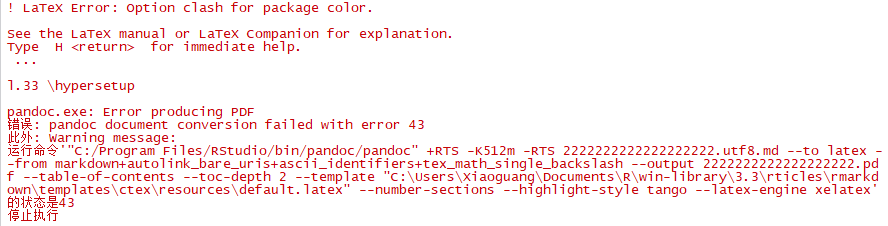 ! LaTeX Error: Option clash for package color.
See the LaTeX manual or LaTeX Companion for explanation.
Type  H <return>  for immediate help.
 ...
l.33 \hypersetup
pandoc.exe: Error producing PDF
错误: pandoc document conversion failed with error 43
此外: Warning message:
运行命令'"C:/Program Files/RStudio/bin/pandoc/pandoc" +RTS -K512m -RTS 2222222222222222222.utf8.md --to latex -
-from markdown+autolink_bare_uris+ascii_identifiers+tex_math_single_backslash --output 2222222222222222222.pd
f --table-of-contents --toc-depth 2 --template "C:\Users\Xiaoguang\Documents\R\win-library\3.3\rticles\rmarkd
own\templates\ctex\resources\default.latex" --number-sections --highlight-style tango --latex-engine xelatex'
的状态是43
停止执行